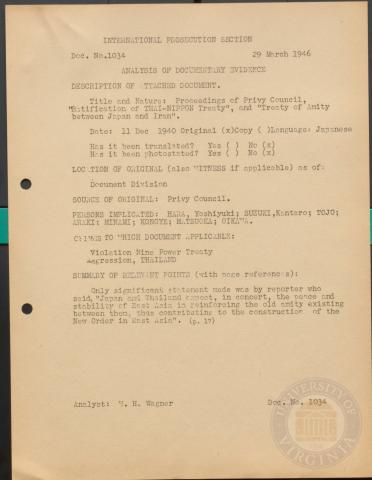 INTERNATIONAL PROSECUTION SECTION
Doc. No.1034 29 March 1946
ANALYSIS OF DOCUMENTARY EVIDENCE
DESCRIPTION OF ATTACHED DOCUMENT.
Title and Nature: Proceedings of Privy Council,
"Ratification of THAI-NIPPON Treaty", and "Treaty of Amity
between Japan and Iran".
Date: 11 Dec 1940 Original (x)Copy ( )Language: Japanese
Has it been translated? Yes ( ) No (x)
Has it been photostated? Yes ( ) No (x)
LOCATION OF ORIGINAL (also WITNESS if applicable) as of:
Document Division
SOURCE OF ORIGINAL: Privy Council.
PERSONS IMPLICATED: HARA, Yoshiyuki; SUZUKI,Kantaro; TOJO;
ARAKI; MINAMI; KONOYE; MATSUOKA; OIKAWA.
CRIMES TO WHICH DOCUMENT APPLICABLE:
Violation Nine Power Treaty
Aggression, THAILAND
SUMMARY OF RELEVANT POINTS (with page references):
Only significant statement made was by reporter who
said,"Japan and Thailand expect, in concert, the peace and
stability of East Asia in reinforcing the old amity existing
between them, thus contributing to the construction of the
New Order in East Asia". (p. 17)
Analyst: W. H. Wagner Doc. No. 1034
UNIVERSITY OF VIRGINIA